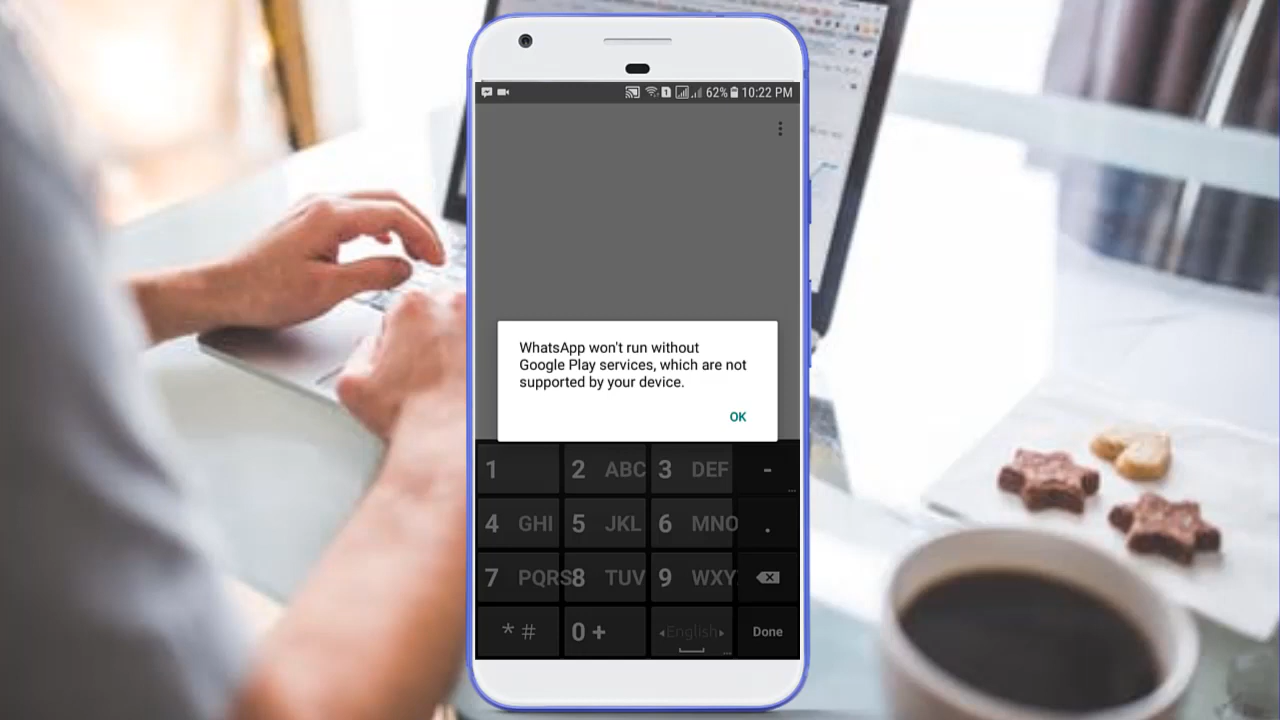 62% 10:22 PM
WhatsApp won't run without
Google Play services, which are not
supported by your device.
OK
1 2 ABC 3 DEF -
4 GHI 5 JKL 6 MNO .
7 PQRS 8 TUV 9 WXY
* # 0 + English Done